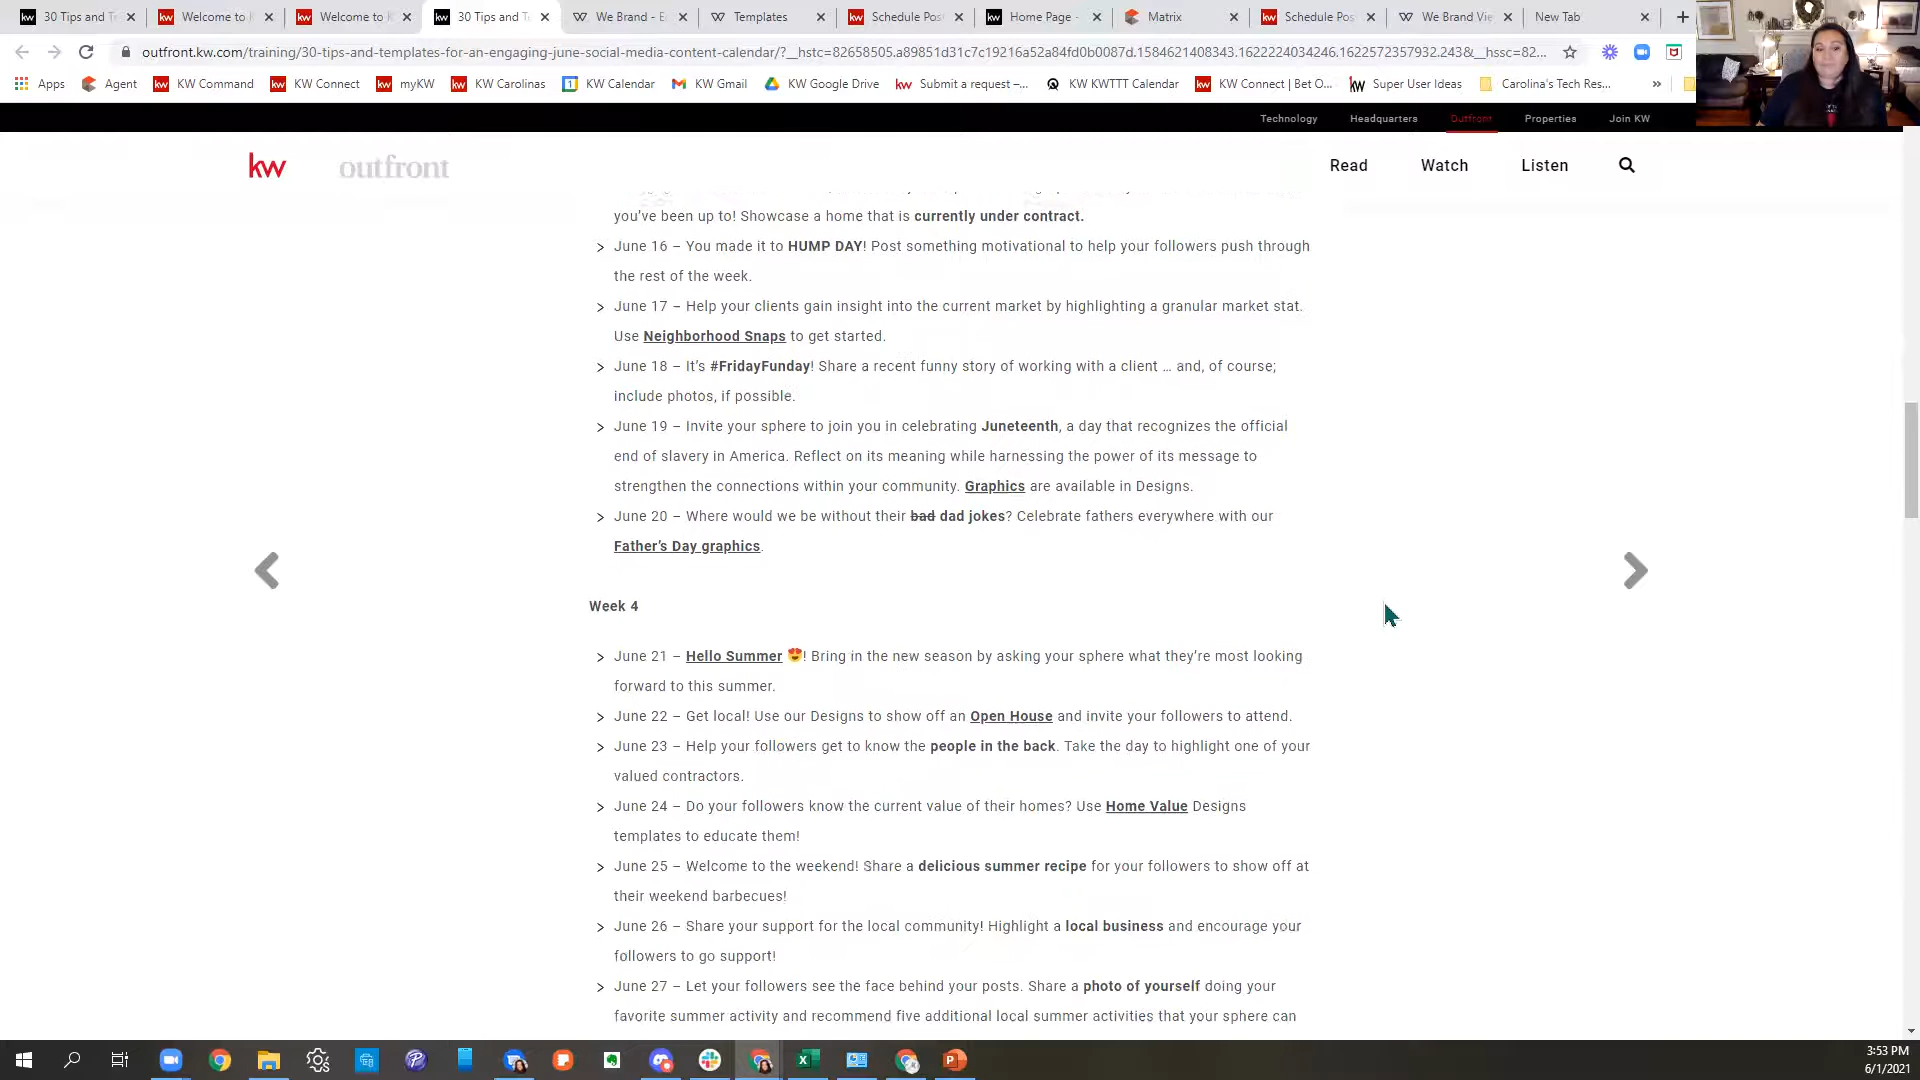 30 Tips and Te
Welcome to K
Welcome to K
30 Tips and Te
We Brand - E
Templates
Schedule Pos
Home Page -
Matrix
Schedule Pos
We Brand Vie
New Tab
outfront.kw.com/training/30-tips-and-templates-for-an-engaging-june-social-media-content-calendar/?__hstc=82658505.a89851d31c7c19216a52a84fd0b0087d.1584621408343.1622224034246.1622572357932.243&__hssc=82...
Apps
Agent
KW Command
KW Connect
myKW
KW Carolinas
KW Calendar
KW Gmail
KW Google Drive
Submit a request –...
KW KWTTT Calendar
KW Connect | Bet O...
Super User Ideas
Carolina's Tech Res...
Technology
Headquarters
Outfront
Properties
Join KW
kw outfront
Read
Watch
Listen
you've been up to! Showcase a home that is currently under contract.
> June 16 – You made it to HUMP DAY! Post something motivational to help your followers push through
the rest of the week.
> June 17 – Help your clients gain insight into the current market by highlighting a granular market stat.
Use Neighborhood Snaps to get started.
> June 18 – It's #FridayFunday! Share a recent funny story of working with a client … and, of course;
include photos, if possible.
> June 19 – Invite your sphere to join you in celebrating Juneteenth, a day that recognizes the official
end of slavery in America. Reflect on its meaning while harnessing the power of its message to
strengthen the connections within your community. Graphics are available in Designs.
> June 20 – Where would we be without their bad dad jokes? Celebrate fathers everywhere with our
Father's Day graphics.
Week 4
> June 21 – Hello Summer 😍! Bring in the new season by asking your sphere what they're most looking
forward to this summer.
> June 22 – Get local! Use our Designs to show off an Open House and invite your followers to attend.
> June 23 – Help your followers get to know the people in the back. Take the day to highlight one of your
valued contractors.
> June 24 – Do your followers know the current value of their homes? Use Home Value Designs
templates to educate them!
> June 25 – Welcome to the weekend! Share a delicious summer recipe for your followers to show off at
their weekend barbecues!
> June 26 – Share your support for the local community! Highlight a local business and encourage your
followers to go support!
> June 27 – Let your followers see the face behind your posts. Share a photo of yourself doing your
favorite summer activity and recommend five additional local summer activities that your sphere can
3:53 PM
6/1/2021